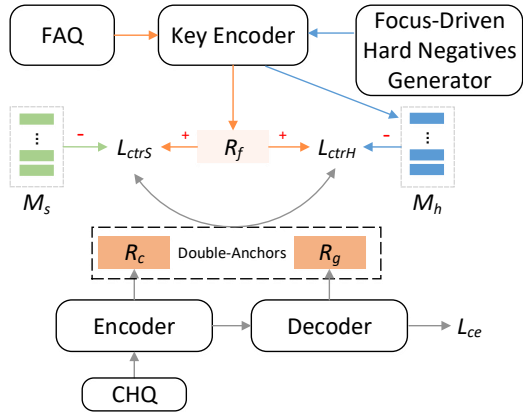 FAQ
Key Encoder
Focus-Driven
Hard Negatives
Generator
-
L_ctrS
+
R_f
+
L_ctrH
-
⋮
⋮
M_s
M_h
R_c
Double-Anchors
R_g
Encoder
Decoder
L_ce
CHQ